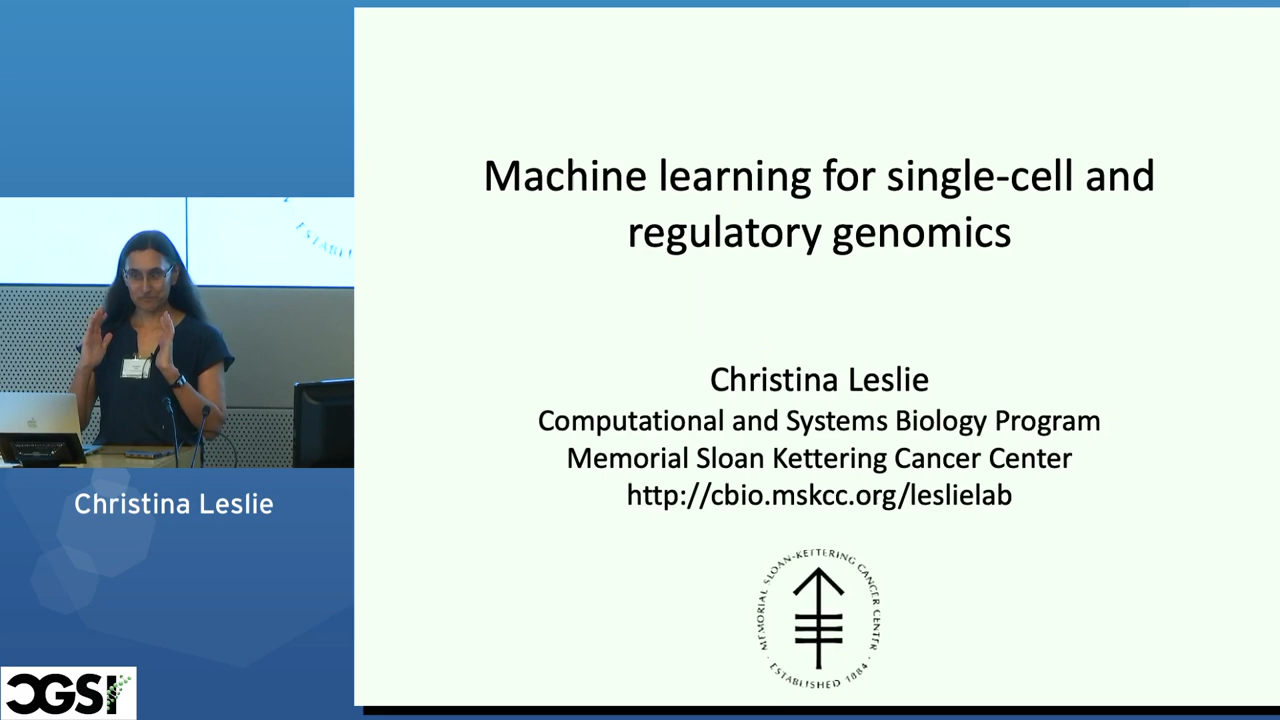 Machine learning for single-cell and
regulatory genomics
Christina Leslie
Computational and Systems Biology Program
Memorial Sloan Kettering Cancer Center
http://cbio.mskcc.org/leslielab
MEMORIAL SLOAN-KETTERING CANCER CENTER
· ESTABLISHED 1884 ·
Christina Leslie
CGSI